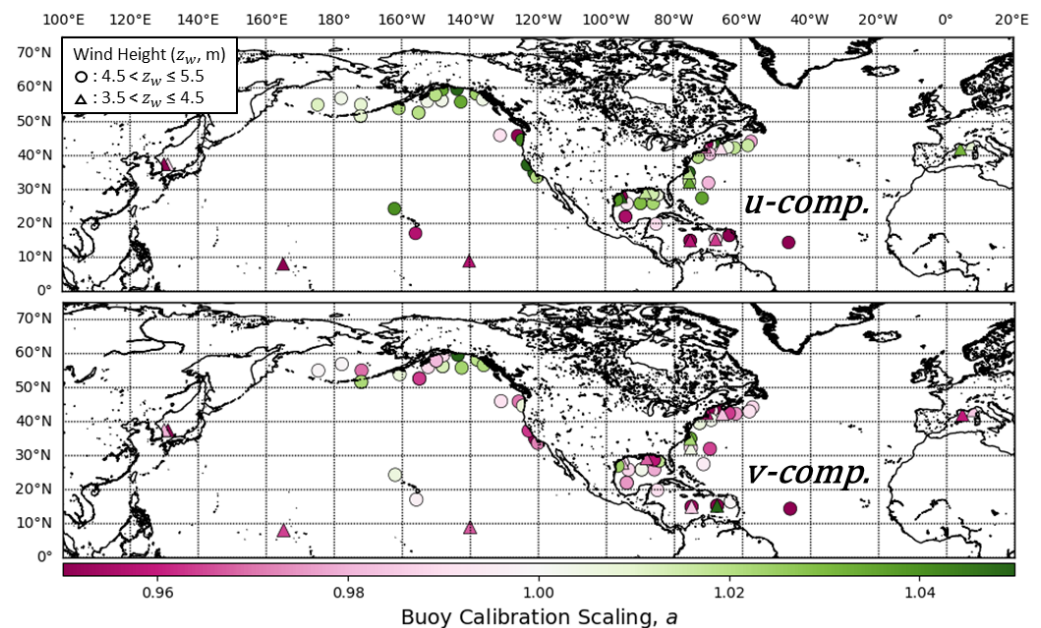 100°E 120°E 140°E 160°E 180° 160°W 140°W 120°W 100°W 80°W 60°W 40°W 20°W 0° 20°E
70°N
60°N
50°N
40°N
30°N
20°N
10°N
0°
Wind Height (z_w, m)
○ : 4.5 < z_w ≤ 5.5
△ : 3.5 < z_w ≤ 4.5
u-comp.
70°N
60°N
50°N
40°N
30°N
20°N
10°N
0°
v-comp.
0.96 0.98 1.00 1.02 1.04
Buoy Calibration Scaling, a